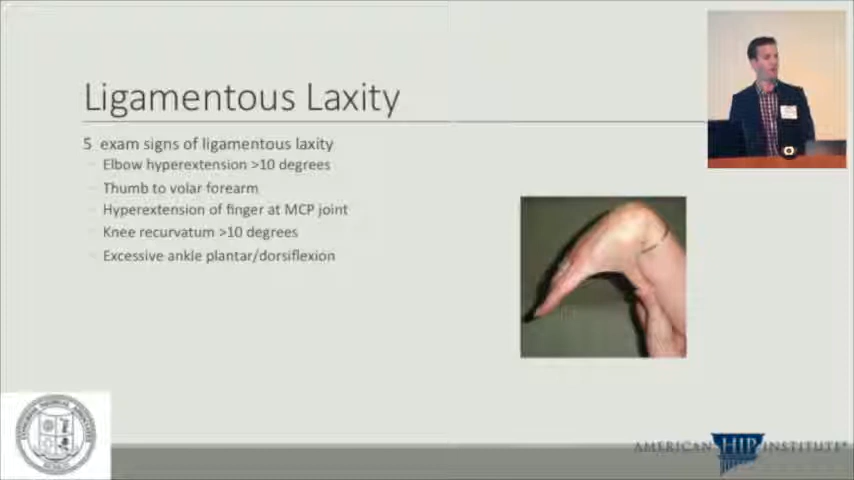 Ligamentous Laxity
5 exam signs of ligamentous laxity
Elbow hyperextension >10 degrees
Thumb to volar forearm
Hyperextension of finger at MCP joint
Knee recurvatum >10 degrees
Excessive ankle plantar/dorsiflexion
AMERICAN HIP INSTITUTE